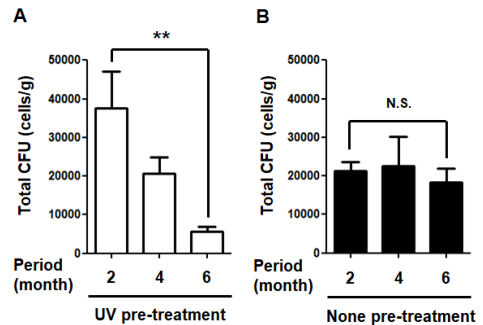 A
**
Total CFU (cells/g)
50000
40000
30000
20000
10000
0
Period
(month)
2 4 6
UV pre-treatment
B
N.S.
Total CFU (cells/g)
50000
40000
30000
20000
10000
0
Period
(month)
2 4 6
None pre-treatment